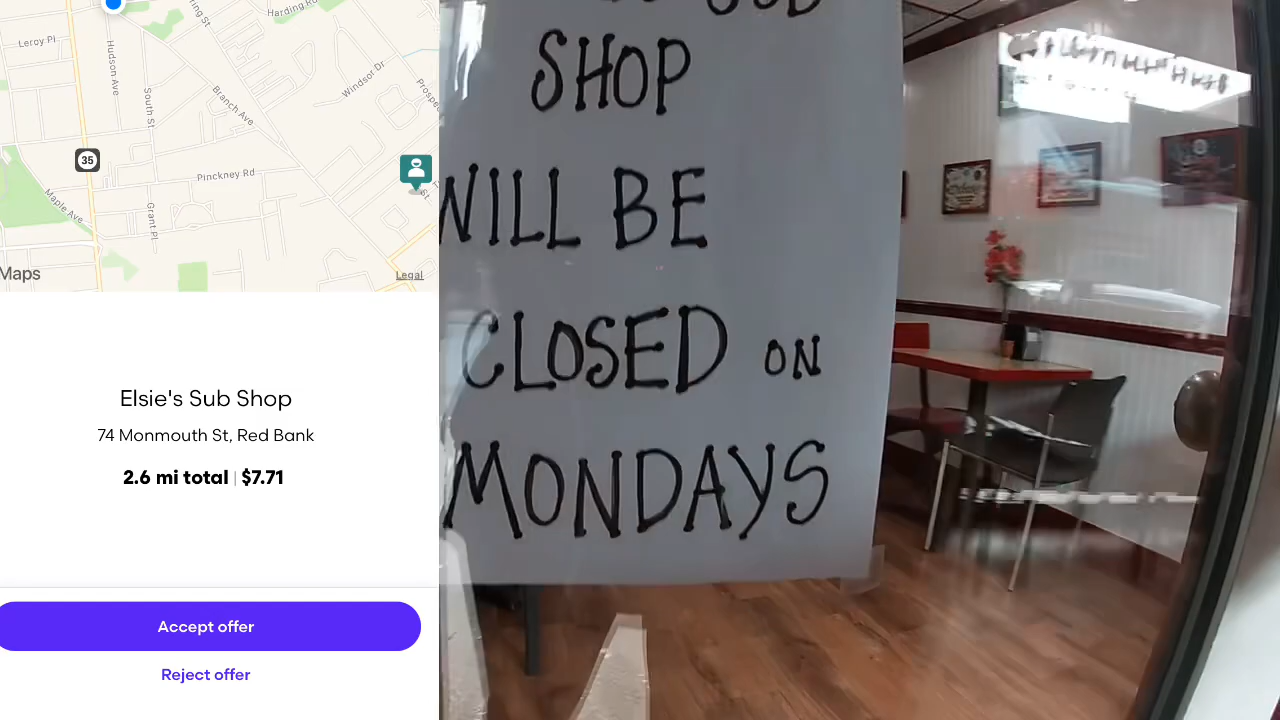 Harding Rd
Leroy Pl
Hudson Ave
South St
Branch Ave
Windsor Dr
35
Pinckney Rd
Maple Ave
Grant Pl
Maps
Legal
Elsie's Sub Shop
74 Monmouth St, Red Bank
2.6 mi total | $7.71
Accept offer
Reject offer
SUB
SHOP
WILL BE
CLOSED ON
MONDAYS